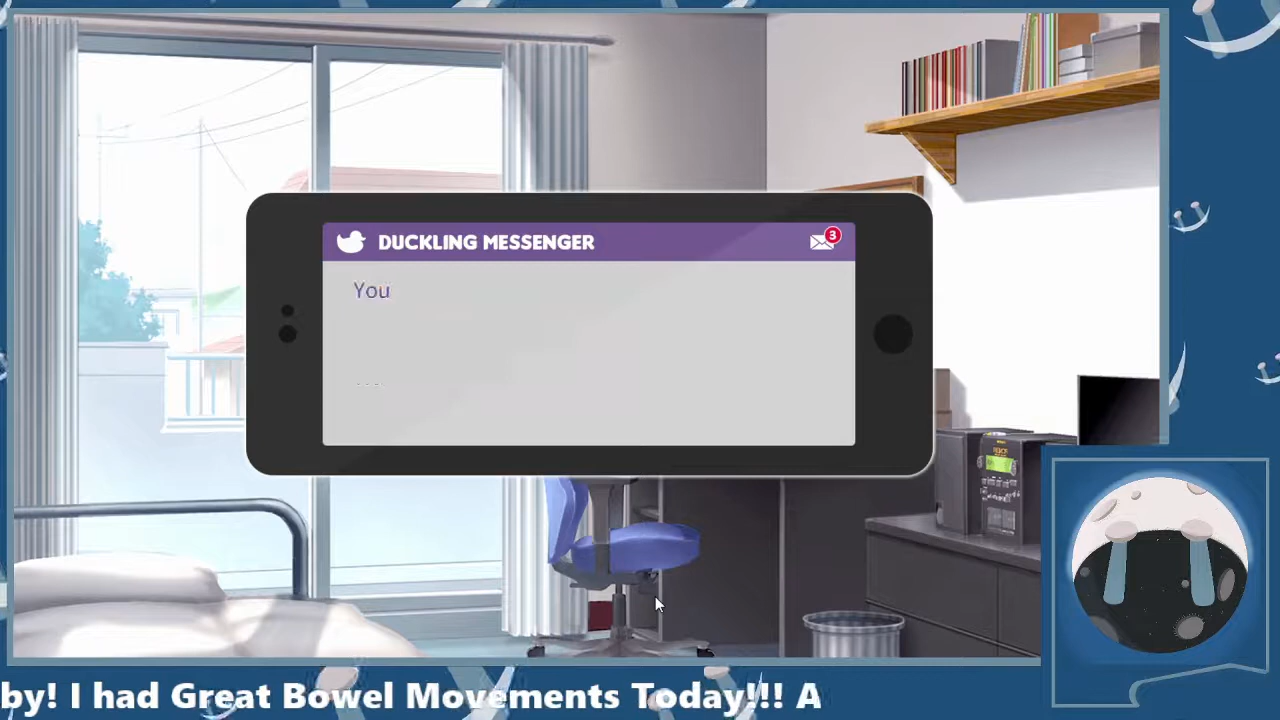 DUCKLING MESSENGER
3
You
...
by! I had Great Bowel Movements Today!!! A